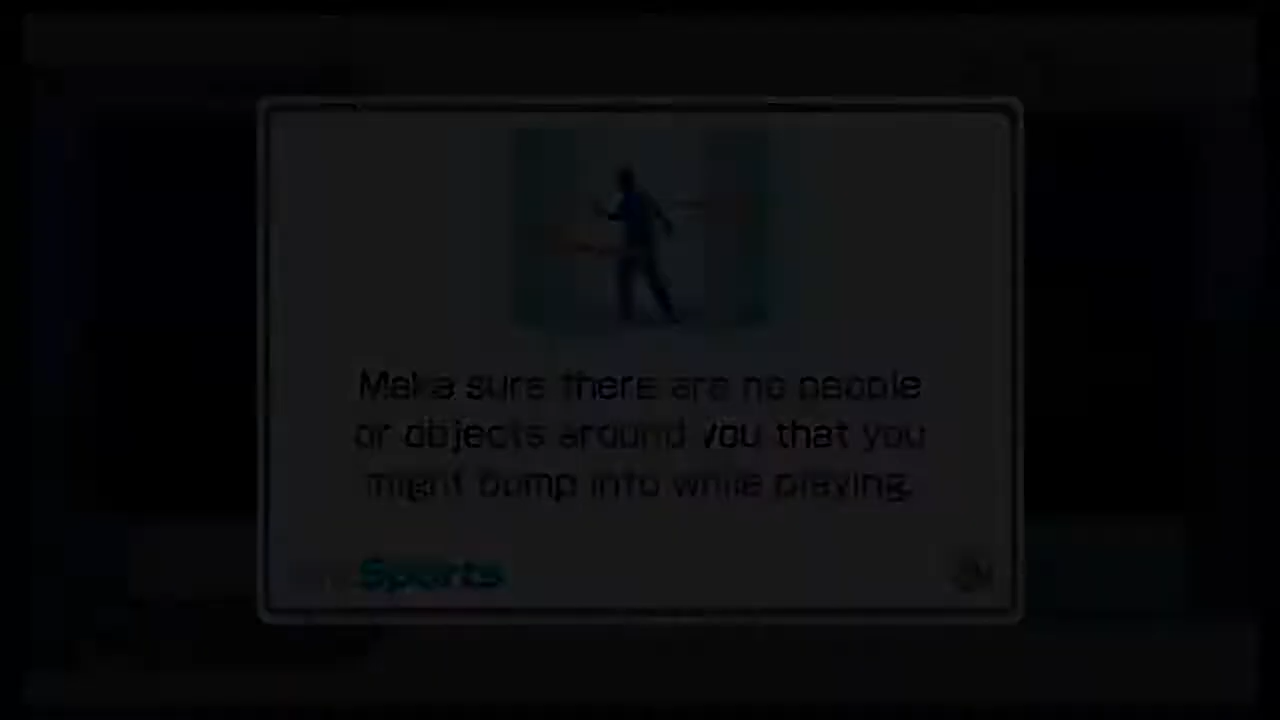 Make sure there are no people
or objects around you that you
might bump into while playing.
Sports